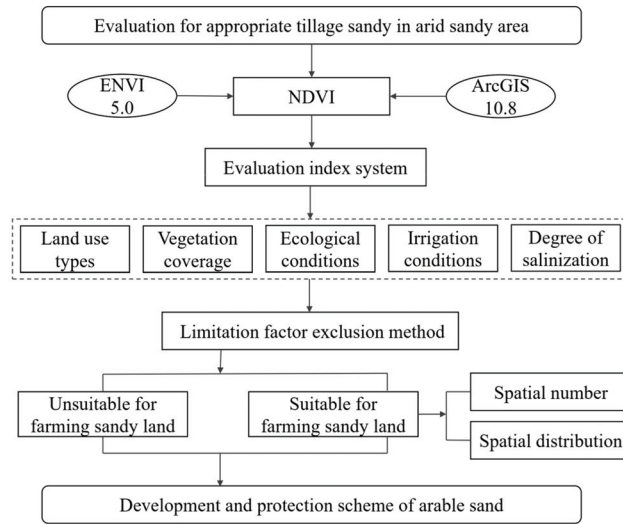 Evaluation for appropriate tillage sandy in arid sandy area
ENVI
5.0
NDVI
ArcGIS
10.8
Evaluation index system
Land use
types
Vegetation
coverage
Ecological
conditions
Irrigation
conditions
Degree of
salinization
Limitation factor exclusion method
Unsuitable for
farming sandy land
Suitable for
farming sandy land
Spatial number
Spatial distribution
Development and protection scheme of arable sand